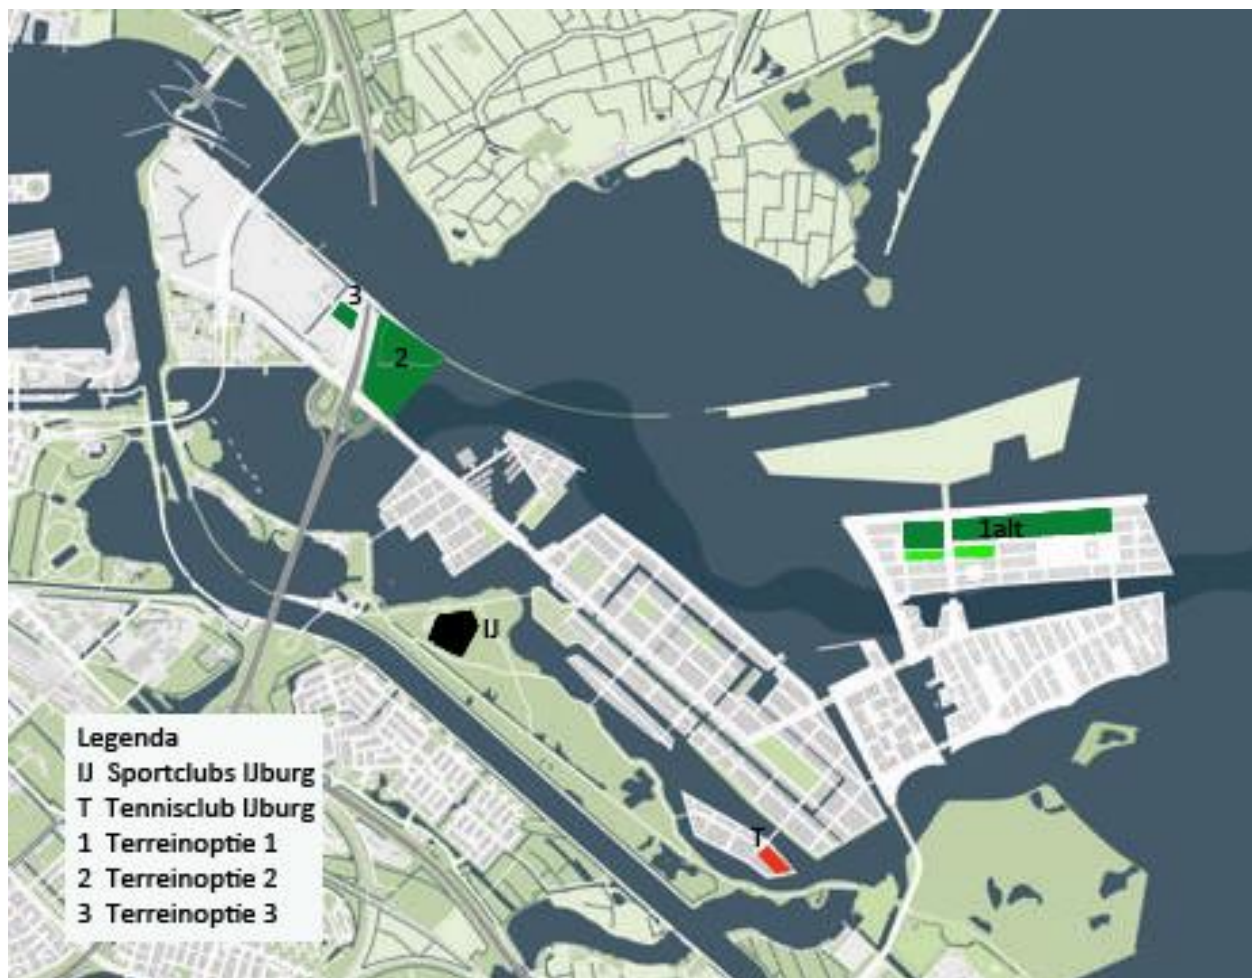 3
2
1alt
IJ
T
Legenda
IJ Sportclubs IJburg
T Tennisclub IJburg
1 Terreinoptie 1
2 Terreinoptie 2
3 Terreinoptie 3